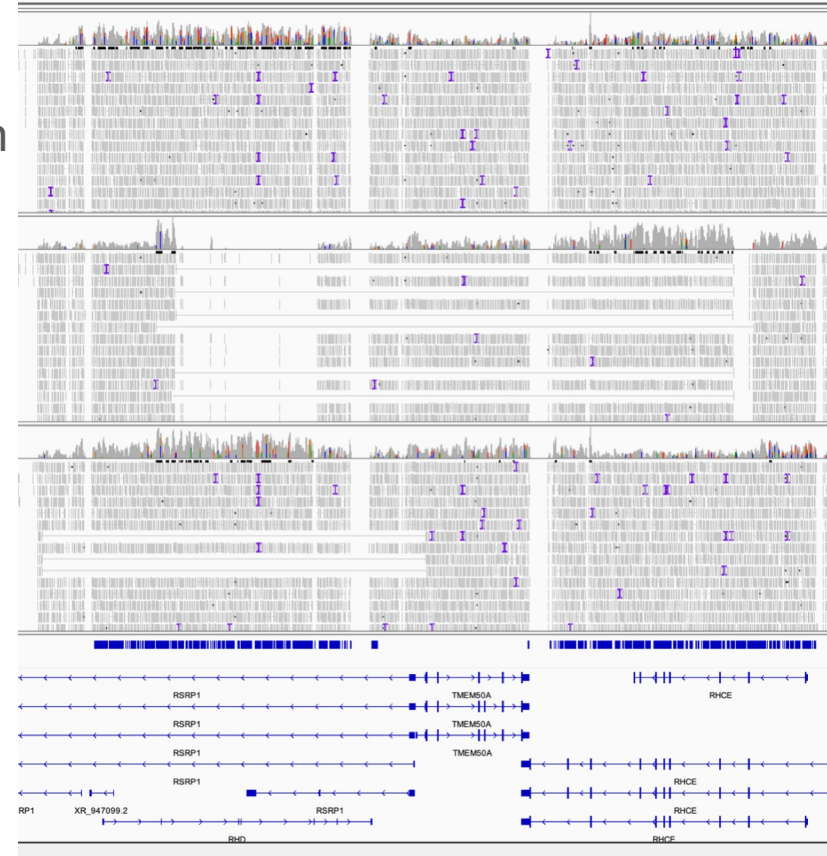 n
RSRP1 TMEM50A RHCE
RSRP1 TMEM50A
RSRP1 TMEM50A
RSRP1 RHCE
RP1 XR_947099.2 RSRP1 RHCE
RHD RHCE